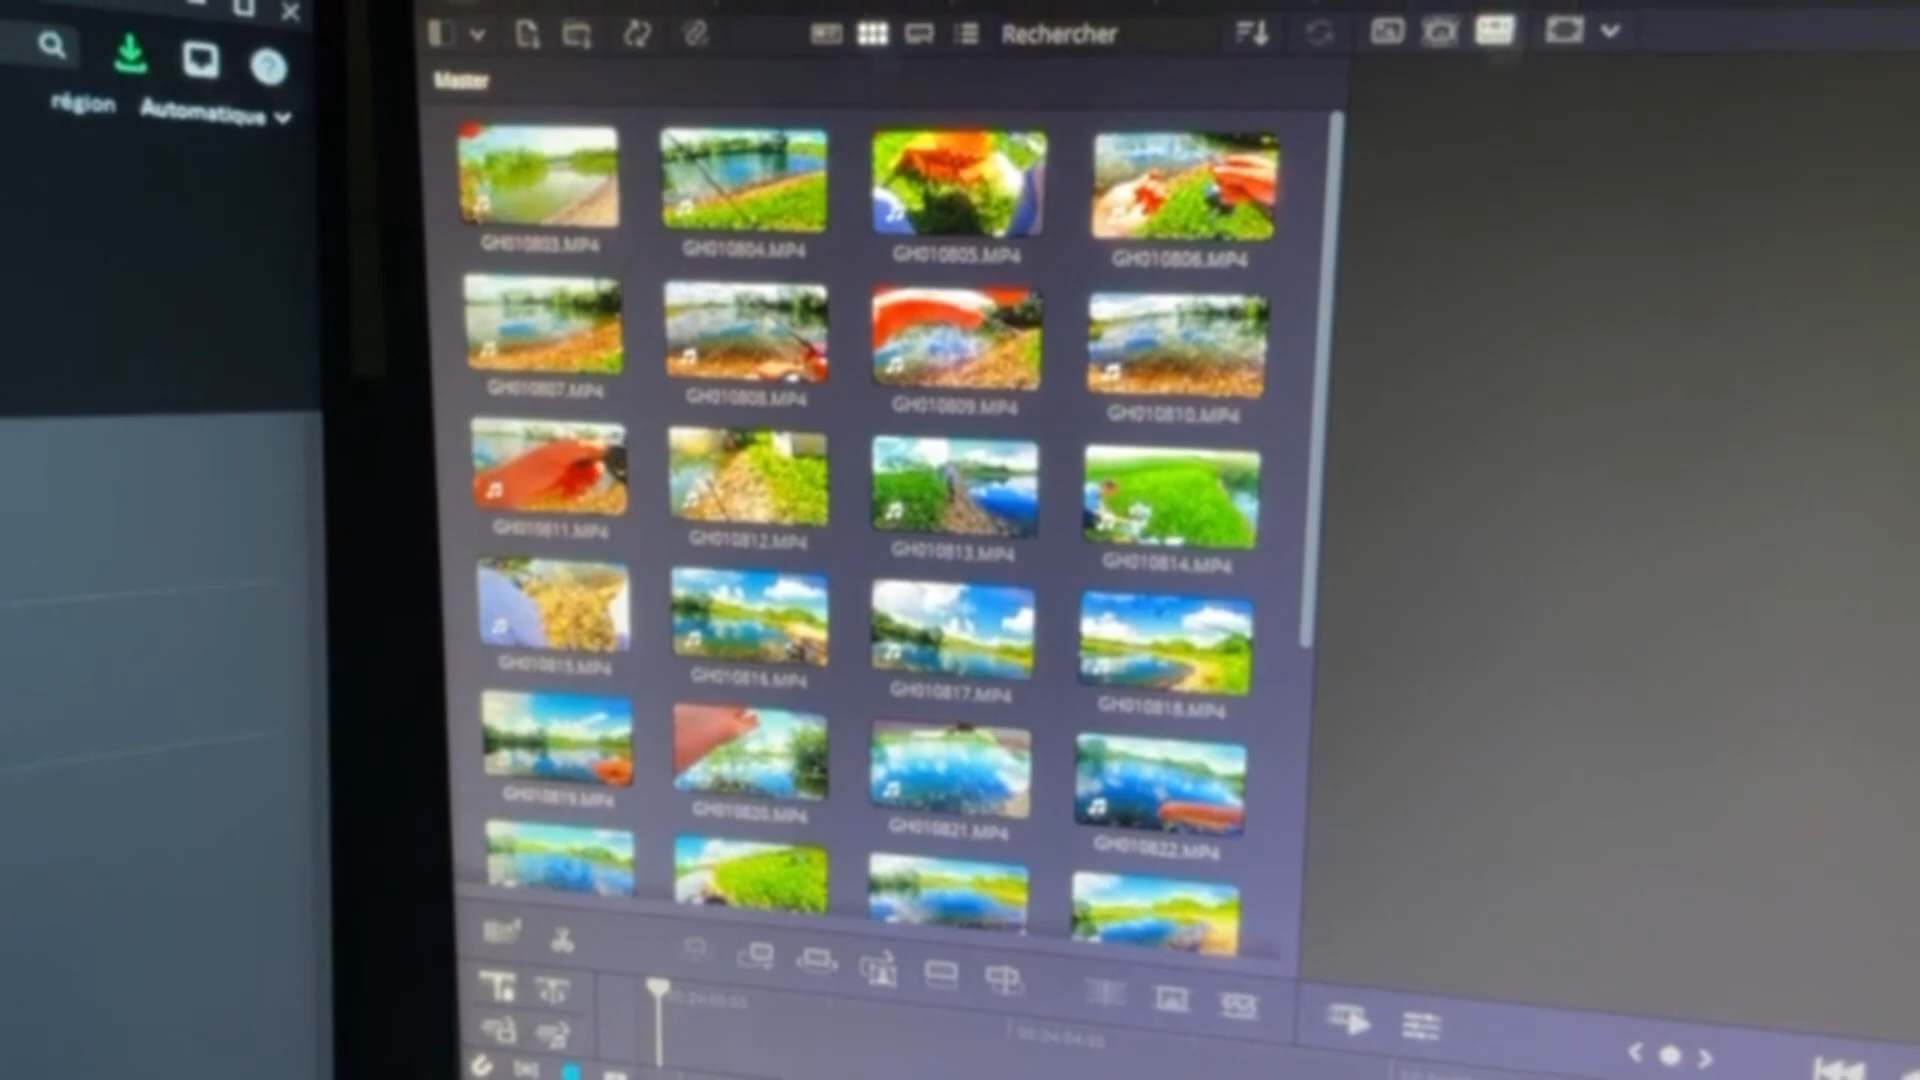 Rechercher
région Automatique
Master
GH010803.MP4 GH010804.MP4 GH010805.MP4 GH010806.MP4
GH010807.MP4 GH010808.MP4 GH010809.MP4 GH010810.MP4
GH010811.MP4 GH010812.MP4 GH010813.MP4 GH010814.MP4
GH010815.MP4 GH010816.MP4 GH010817.MP4 GH010818.MP4
GH010819.MP4 GH010820.MP4 GH010821.MP4 GH010822.MP4